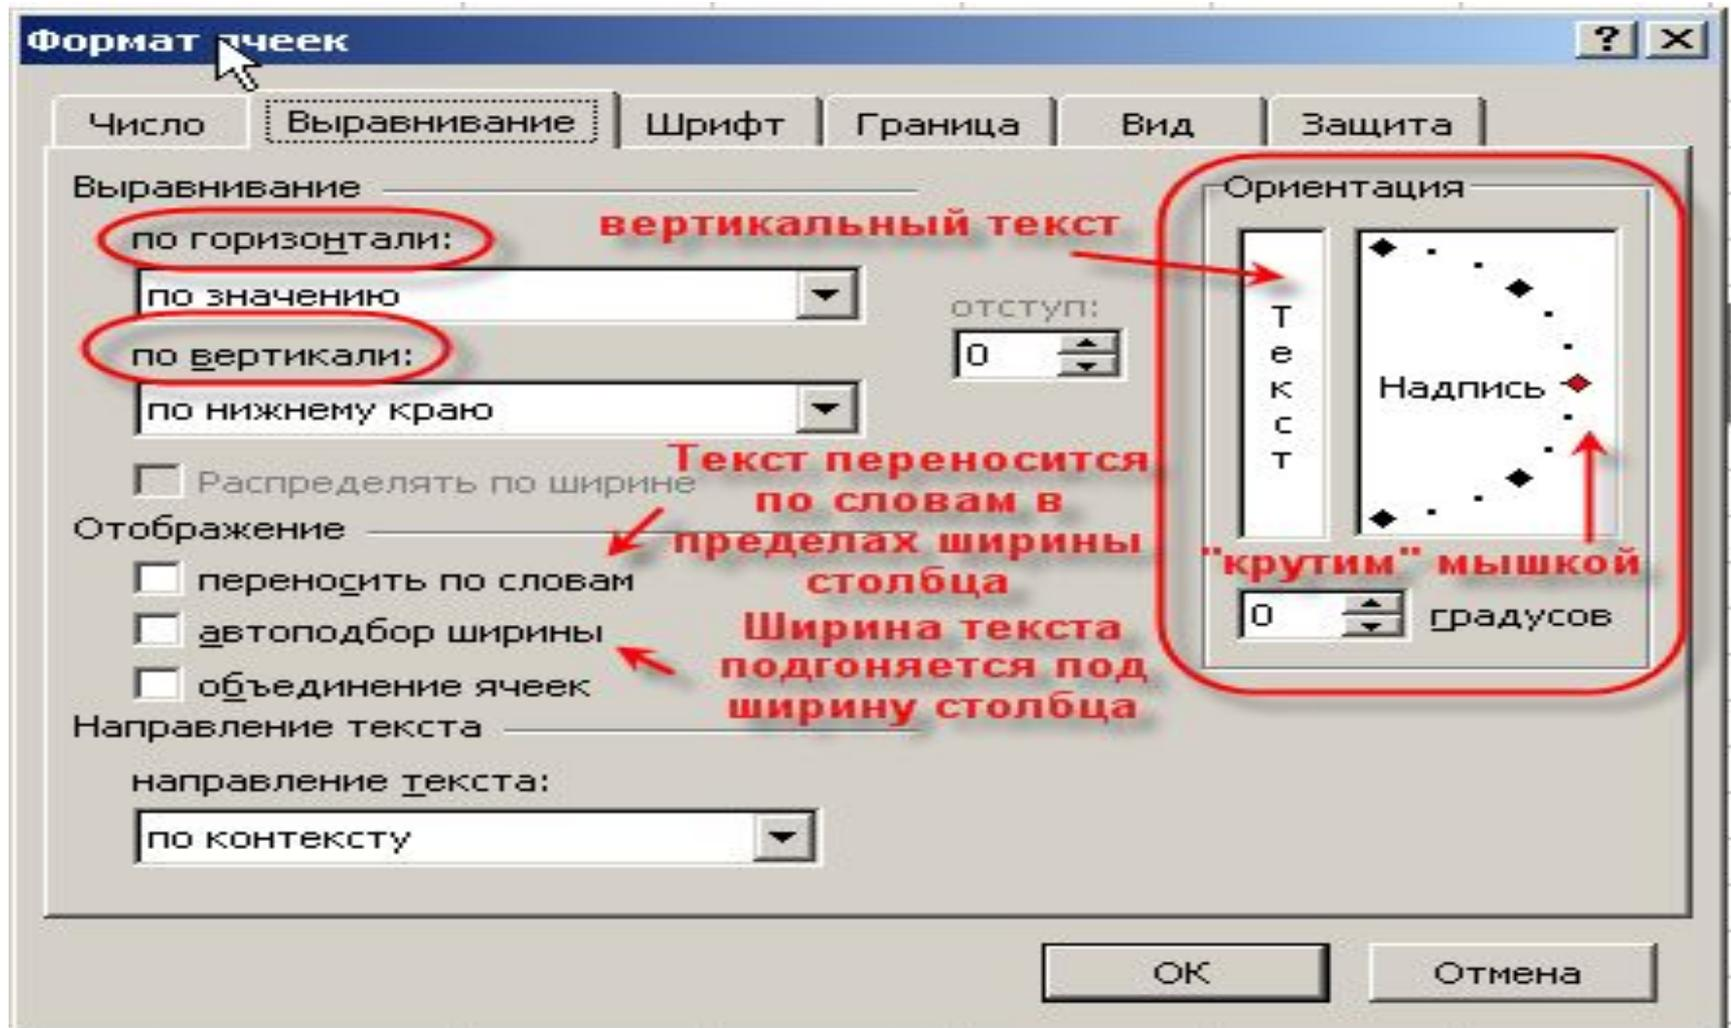 Формат ячеек
Число Выравнивание Шрифт Граница Вид Защита
Выравнивание
по горизонтали:
по значению
отступ:
0
по вертикали:
по нижнему краю
Распределять по ширине
Отображение
переносить по словам
автоподбор ширины
объединение ячеек
Направление текста
направление текста:
по контексту
вертикальный текст
Текст переносится
по словам в
пределах ширины
столбца
Ширина текста
подгоняется под
ширину столбца
Ориентация
Текст
Надпись
"крутим" мышкой
0 градусов
ОК Отмена